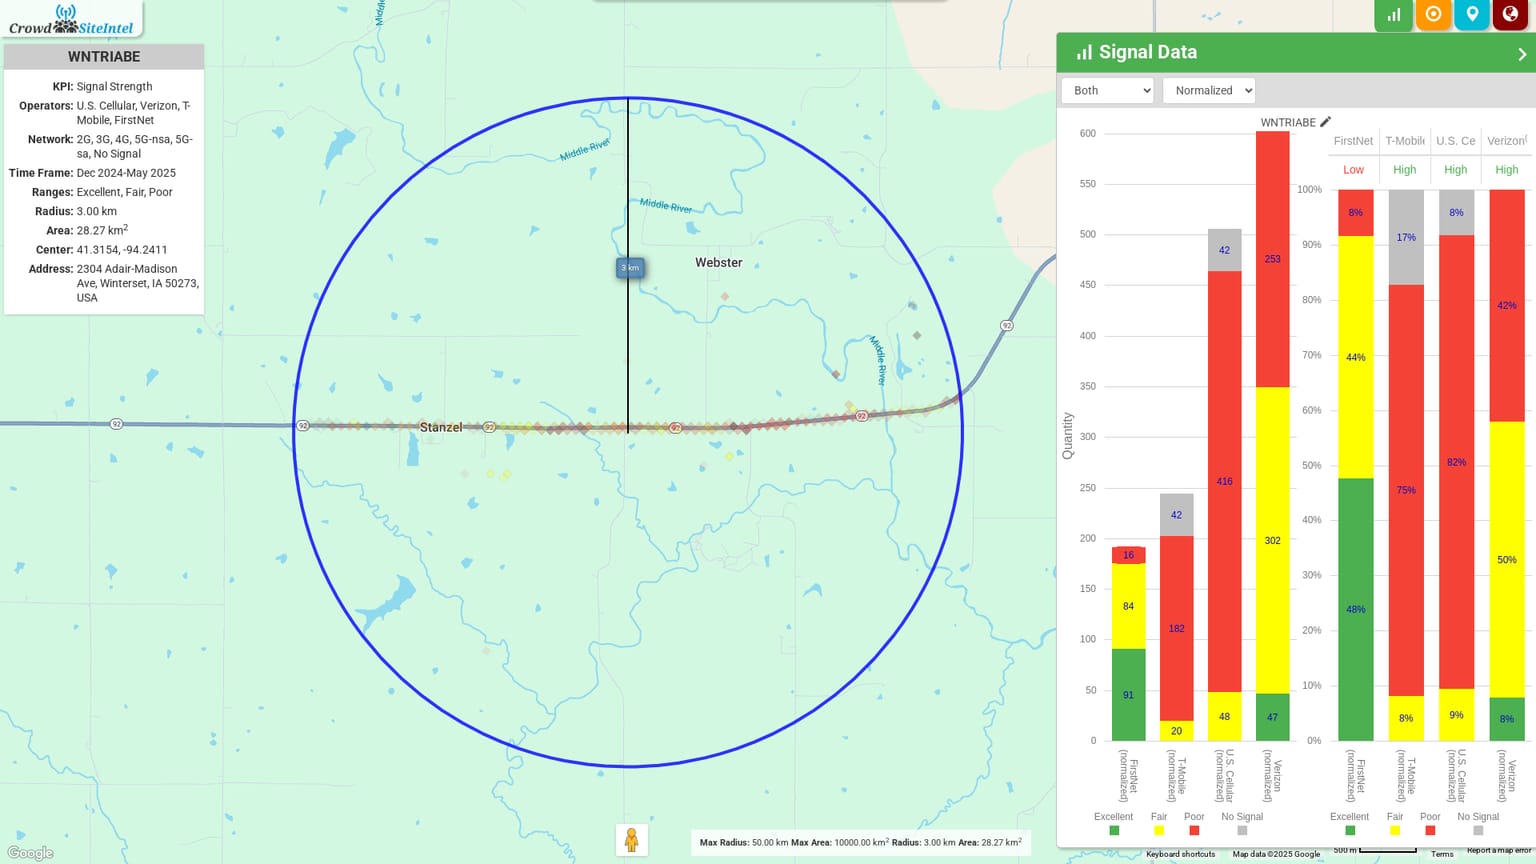 Crowd SiteIntel
WNTRIABE
KPI: Signal Strength
Operators: U.S. Cellular, Verizon, T-
Mobile, FirstNet
Network: 2G, 3G, 4G, 5G-nsa, 5G-
sa, No Signal
Time Frame: Dec 2024-May 2025
Ranges: Excellent, Fair, Poor
Radius: 3.00 km
Area: 28.27 km2
Center: 41.3154, -94.2411
Address: 2304 Adair-Madison
Ave, Winterset, IA 50273,
USA
Middle
Middle River
Middle River
3 km
Webster
Middle River
92
92
92
Stanzel
92
92
92
92
Google
Max Radius: 50.00 km Max Area: 10000.00 km2 Radius: 3.00 km Area: 28.27 km2
Signal Data
Both
Normalized
WNTRIABE
Quantity
600
550
500
450
400
350
300
250
200
150
100
50
0
16
84
91
42
182
20
42
416
48
253
302
47
FirstNet
(normalized)
T-Mobile
(normalized)
U.S. Cellular
(normalized)
Verizon
(normalized)
Excellent
Fair
Poor
No Signal
FirstNet
T-Mobile
U.S. Ce
Verizon(
Low
High
High
High
100%
90%
80%
70%
60%
50%
40%
30%
20%
10%
0%
8%
44%
48%
17%
75%
8%
8%
82%
9%
42%
50%
8%
FirstNet
(normalized)
T-Mobile
(normalized)
U.S. Cellular
(normalized)
Verizon
(normalized)
Excellent
Fair
Poor
No Signal
Keyboard shortcuts
Map data ©2025 Google
500 m
Terms
Report a map error